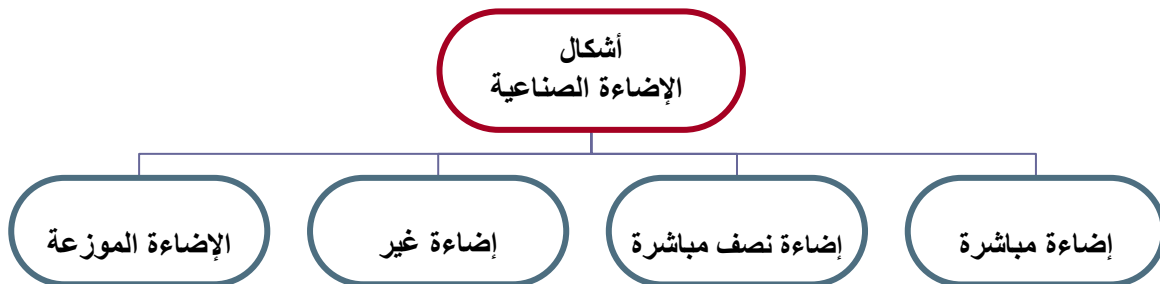 أشكال
الإضاءة الصناعية
إضاءة مباشرة
إضاءة نصف مباشرة
إضاءة غير
الإضاءة الموزعة